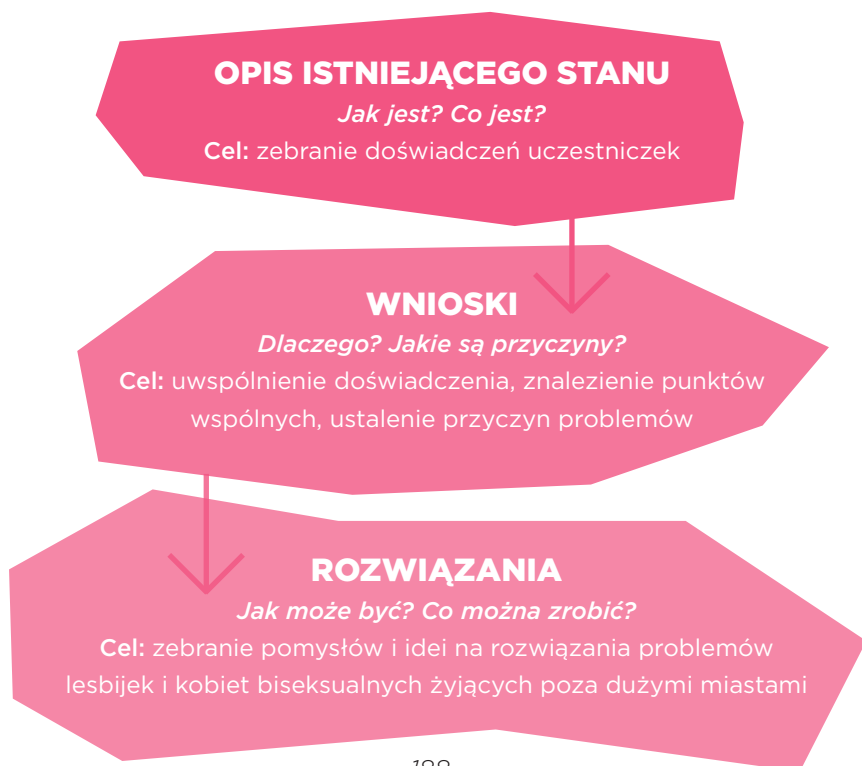 OPIS ISTNIEJĄCEGO STANU
Jak jest? Co jest?
Cel: zebranie doświadczeń uczestniczek
WNIOSKI
Dlaczego? Jakie są przyczyny?
Cel: uwspólnienie doświadczenia, znalezienie punktów
wspólnych, ustalenie przyczyn problemów
ROZWIĄZANIA
Jak może być? Co można zrobić?
Cel: zebranie pomysłów i idei na rozwiązania problemów
lesbijek i kobiet biseksualnych żyjących poza dużymi miastami